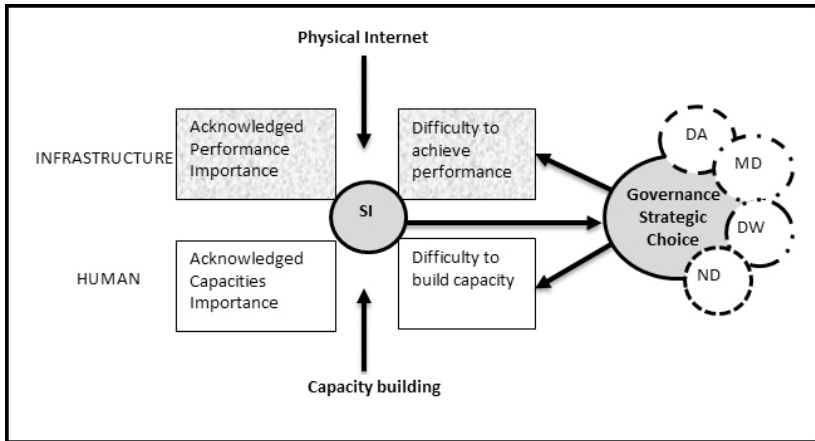 Physical Internet
INFRASTRUCTURE
Acknowledged
Performance
Importance
Difficulty to
achieve
performance
SI
HUMAN
Acknowledged
Capacities
Importance
Difficulty to
build capacity
Governance
Strategic
Choice
DA
MD
DW
ND
Capacity building